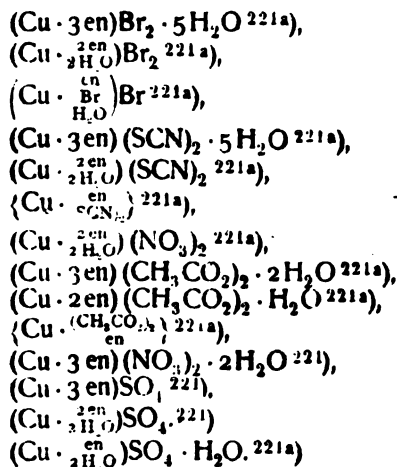 (Cu · 3en)Br₂ · 5H₂O ²²¹ᵃ),
(Cu · 2en 2H₂O)Br₂ ²²¹ᵃ),
(Cu · en Br H₂O)Br ²²¹ᵃ),
(Cu · 3en)(SCN)₂ · 5H₂O ²²¹ᵃ),
(Cu · 2en 2H₂O)(SCN)₂ ²²¹ᵃ),
{Cu · en (SCN)₂} ²²¹ᵃ),
(Cu · 2en 2H₂O)(NO₃)₂ ²²¹ᵃ),
(Cu · 3en)(CH₃CO₂)₂ · 2H₂O ²²¹ᵃ),
(Cu · 2en)(CH₃CO₂)₂ · H₂O ²²¹ᵃ),
{Cu · (CH₃CO₂)₂ en} ²²¹ᵃ),
(Cu · 3en)(NO₃)₂ · 2H₂O ²²¹),
(Cu · 3en)SO₄ ²²¹),
(Cu · 2en 2H₂O)SO₄. ²²¹)
(Cu · en 2H₂O)SO₄ · H₂O. ²²¹ᵃ)